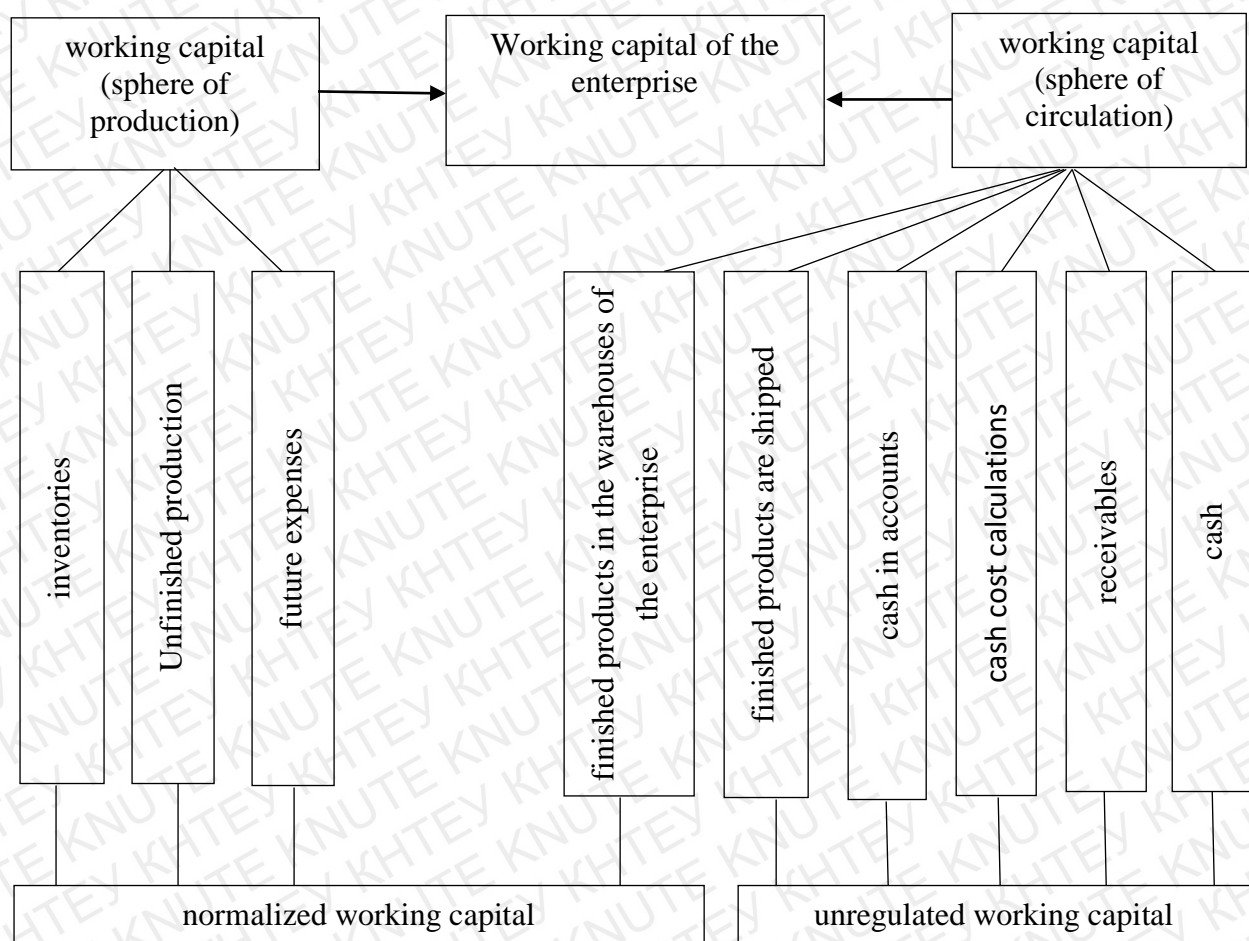 working capital
(sphere of
production)
Working capital of the
enterprise
working capital
(sphere of
circulation)
inventories
Unfinished production
future expenses
finished products in the warehouses of
the enterprise
finished products are shipped
cash in accounts
cash cost calculations
receivables
cash
normalized working capital
unregulated working capital
KNUTE КНТЕУ